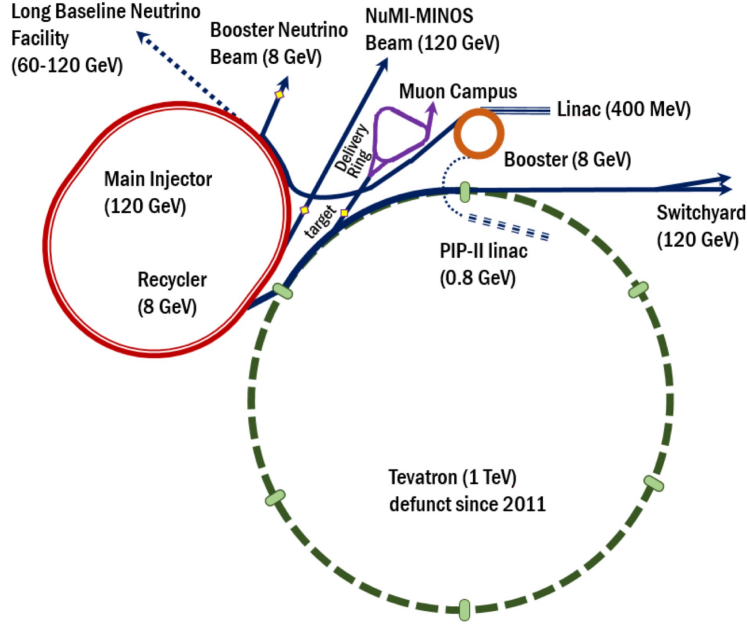 Long Baseline Neutrino
Facility
(60-120 GeV)
Booster Neutrino
Beam (8 GeV)
NuMI-MINOS
Beam (120 GeV)
Muon Campus
Linac (400 MeV)
Delivery
Ring
Booster (8 GeV)
Main Injector
(120 GeV)
target
Switchyard
(120 GeV)
PIP-II linac
(0.8 GeV)
Recycler
(8 GeV)
Tevatron (1 TeV)
defunct since 2011